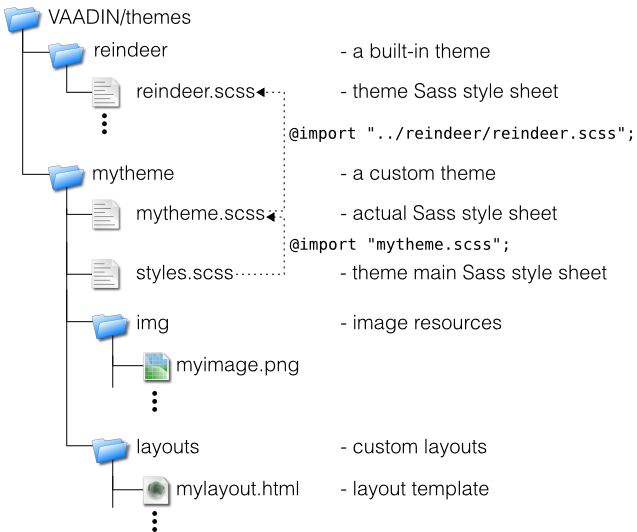 VAADIN/themes
reindeer - a built-in theme
reindeer.scss - theme Sass style sheet
@import "../reindeer/reindeer.scss";
mytheme - a custom theme
mytheme.scss - actual Sass style sheet
@import "mytheme.scss";
styles.scss - theme main Sass style sheet
img - image resources
myimage.png
layouts - custom layouts
mylayout.html - layout template